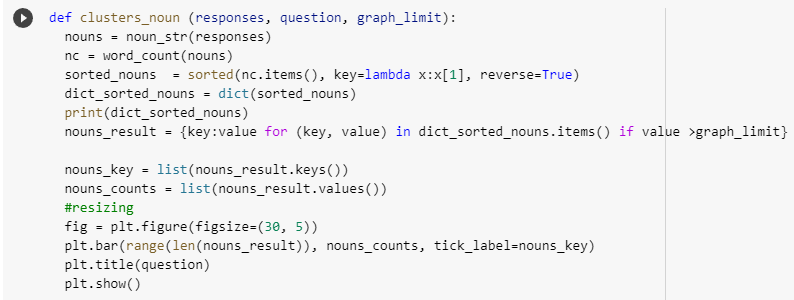 def clusters_noun (responses, question, graph_limit):
  nouns = noun_str(responses)
  nc = word_count(nouns)
  sorted_nouns  = sorted(nc.items(), key=lambda x:x[1], reverse=True)
  dict_sorted_nouns = dict(sorted_nouns)
  print(dict_sorted_nouns)
  nouns_result = {key:value for (key, value) in dict_sorted_nouns.items() if value >graph_limit}

  nouns_key = list(nouns_result.keys())
  nouns_counts = list(nouns_result.values())
  #resizing
  fig = plt.figure(figsize=(30, 5))
  plt.bar(range(len(nouns_result)), nouns_counts, tick_label=nouns_key)
  plt.title(question)
  plt.show()